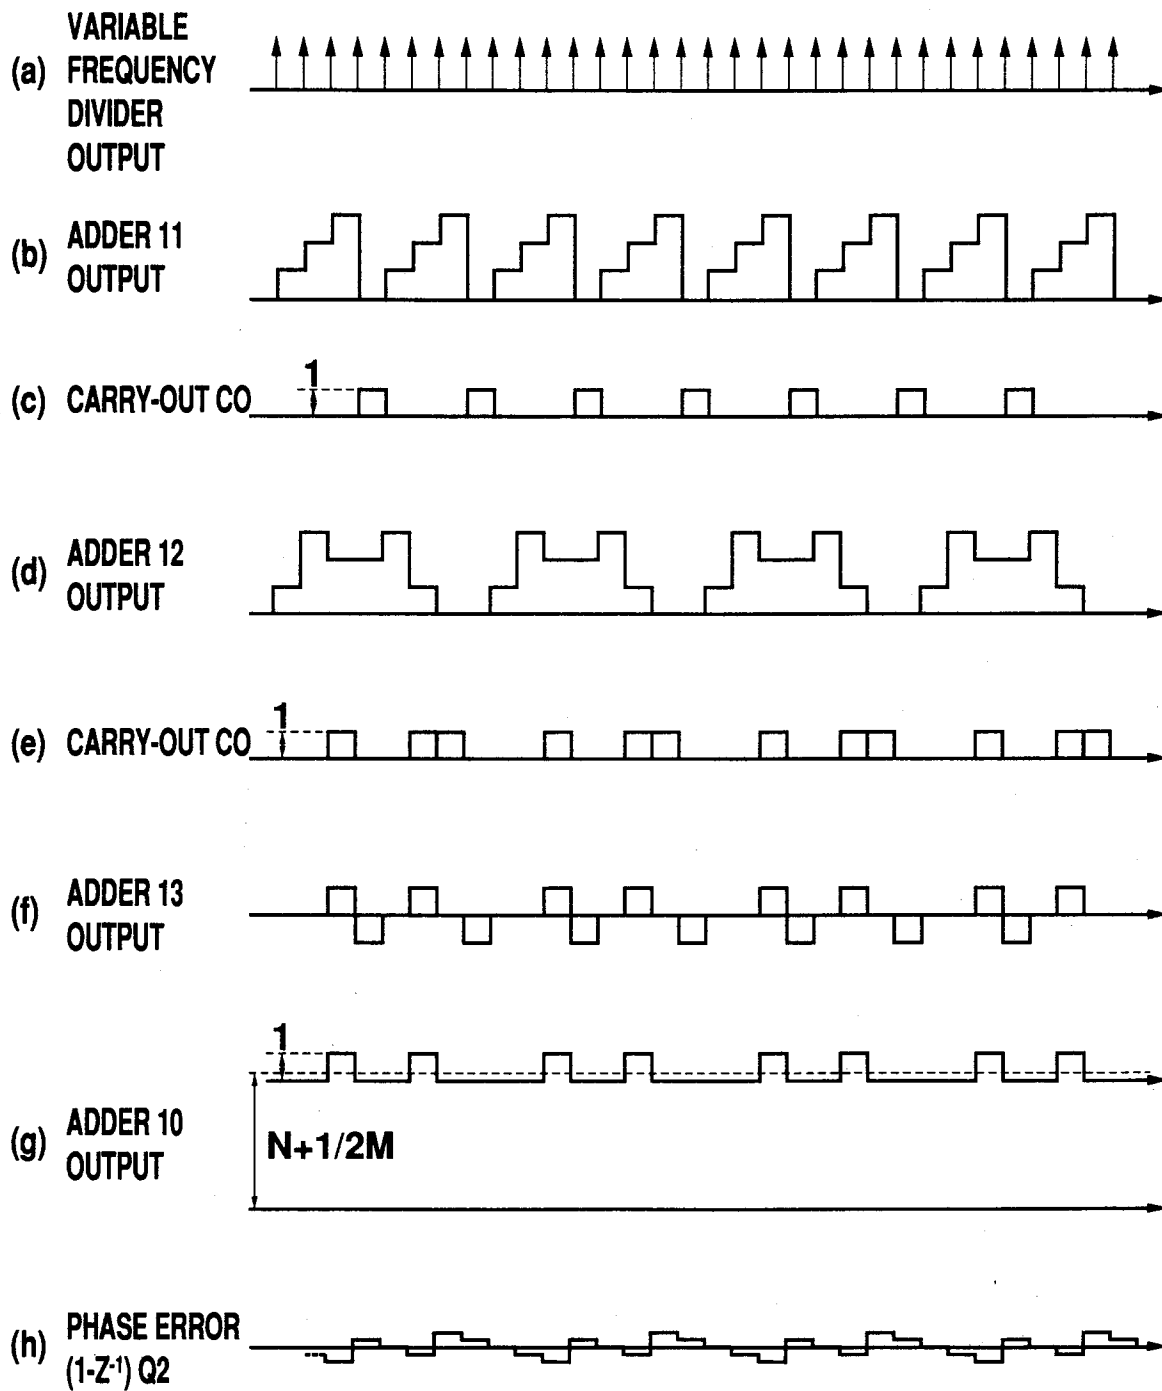 (a) VARIABLE
FREQUENCY
DIVIDER
OUTPUT
(b) ADDER 11
OUTPUT
1
(c) CARRY-OUT CO
(d) ADDER 12
OUTPUT
1
(e) CARRY-OUT CO
(f) ADDER 13
OUTPUT
1
(g) ADDER 10
OUTPUT
N+1/2M
(h) PHASE ERROR
(1-Z⁻¹) Q2